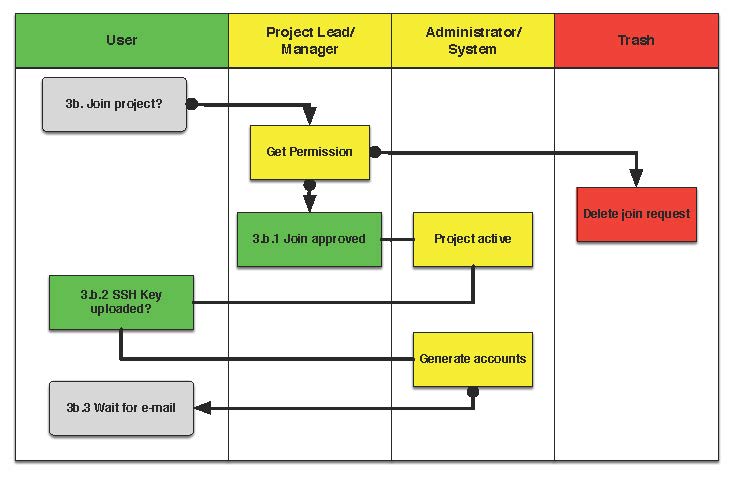 User
Project Lead/
Manager
Administrator/
System
Trash
3b. Join project?
Get Permission
Delete join request
3.b.1 Join approved
Project active
3.b.2 SSH Key
uploaded?
Generate accounts
3b.3 Wait for e-mail